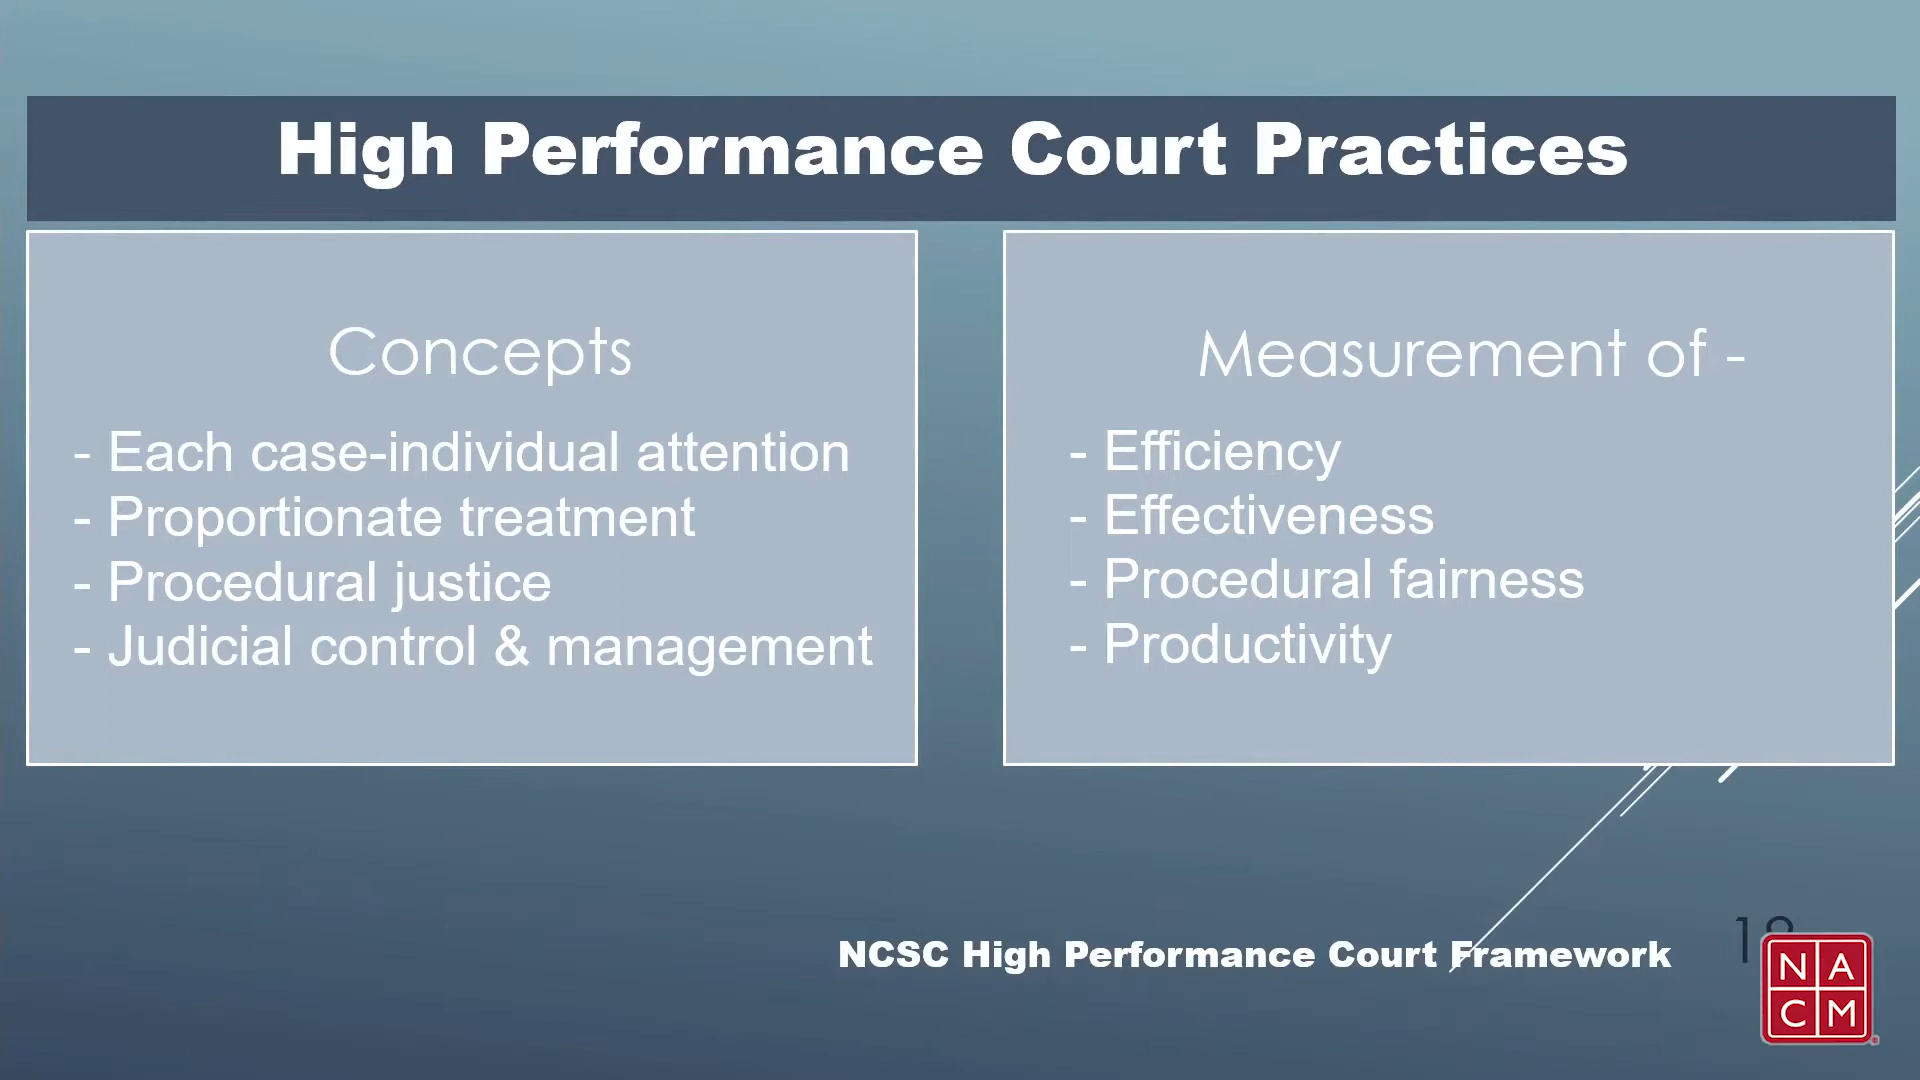 High Performance Court Practices
Concepts
- Each case-individual attention
- Proportionate treatment
- Procedural justice
- Judicial control & management
Measurement of -
- Efficiency
- Effectiveness
- Procedural fairness
- Productivity
NCSC High Performance Court Framework
N A
C M